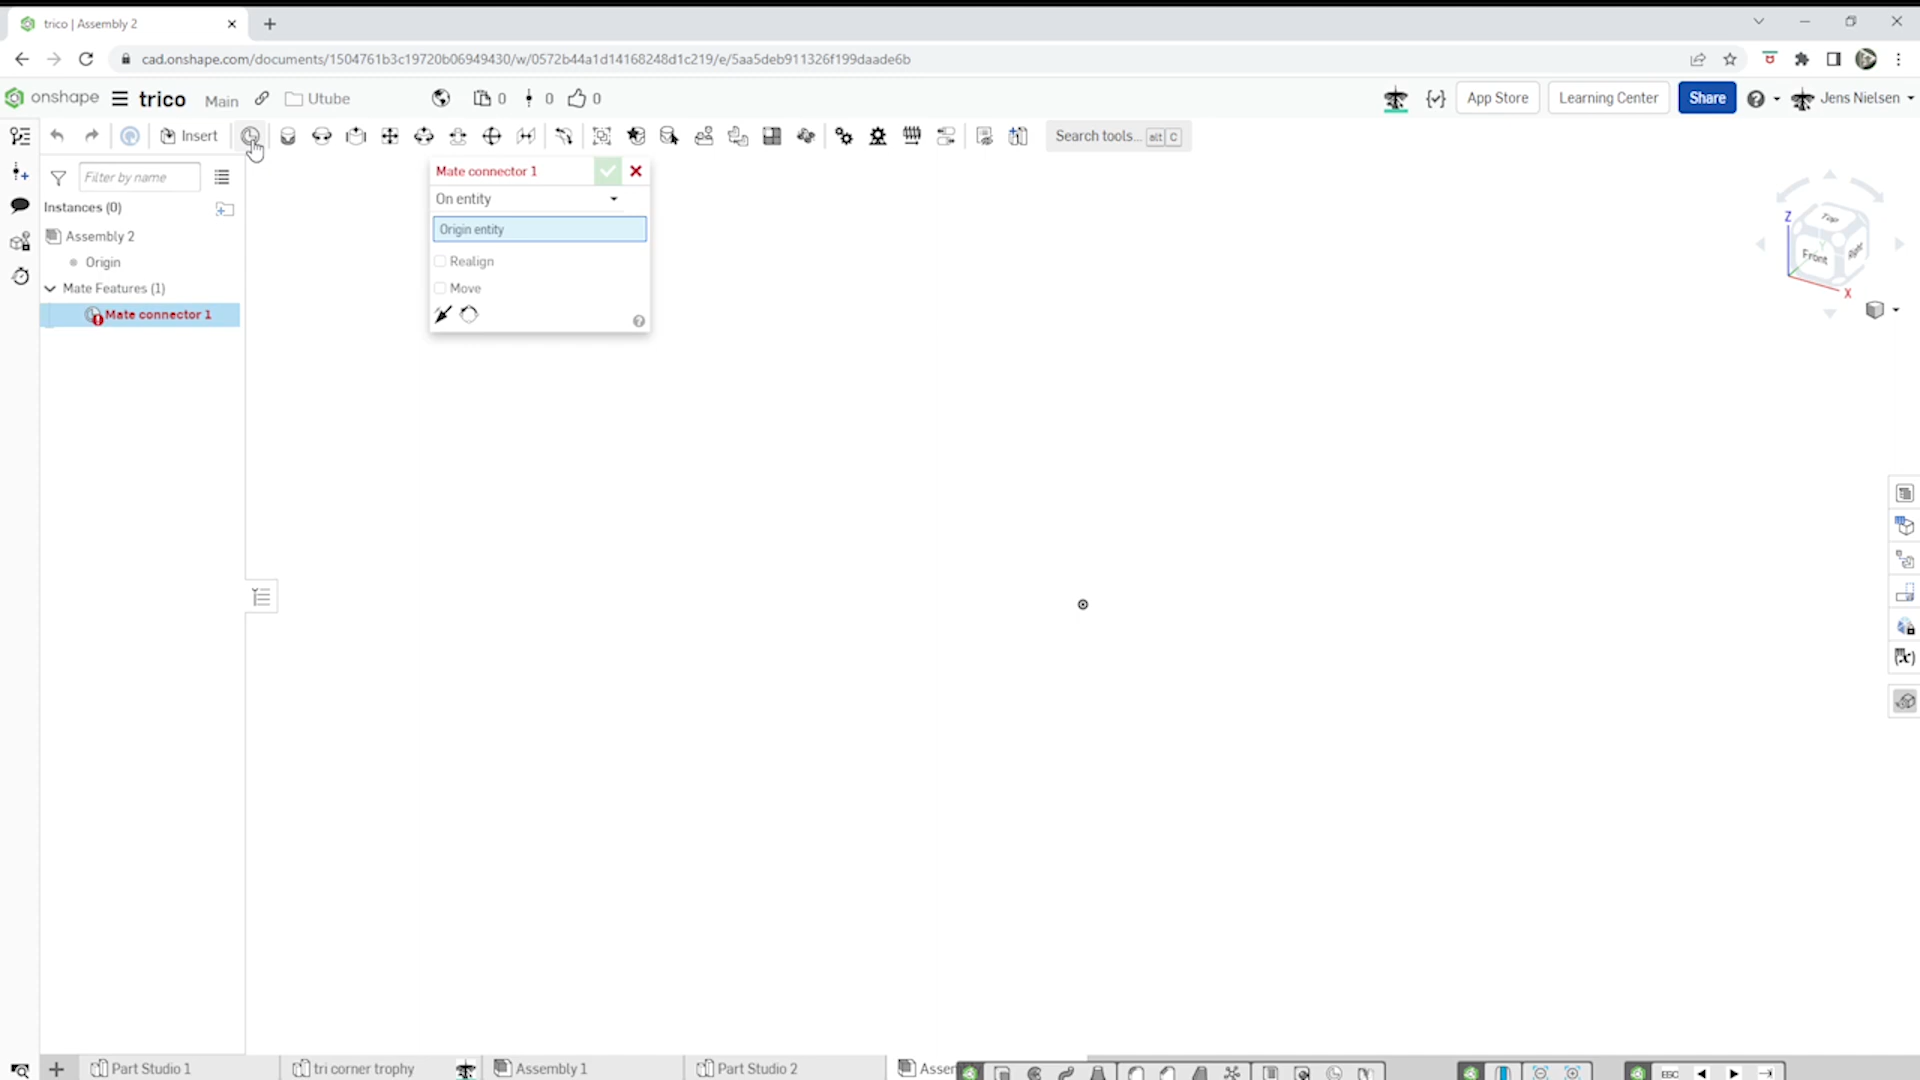 trico | Assembly 2
cad.onshape.com/documents/1504761b3c19720b06949430/w/0572b44a1d14168248d1c219/e/5aa5deb911326f199daade6b
onshape trico Main Utube 0 0 0 App Store Learning Center Share Jens Nielsen
Insert Search tools... alt C
Filter by name
Instances (0)
Assembly 2
Origin
Mate Features (1)
Mate connector 1
Mate connector 1
On entity
Origin entity
Realign
Move
Z
Top
Front
Right
Y
X
Part Studio 1 tri corner trophy Assembly 1 Part Studio 2 Asser
ESC